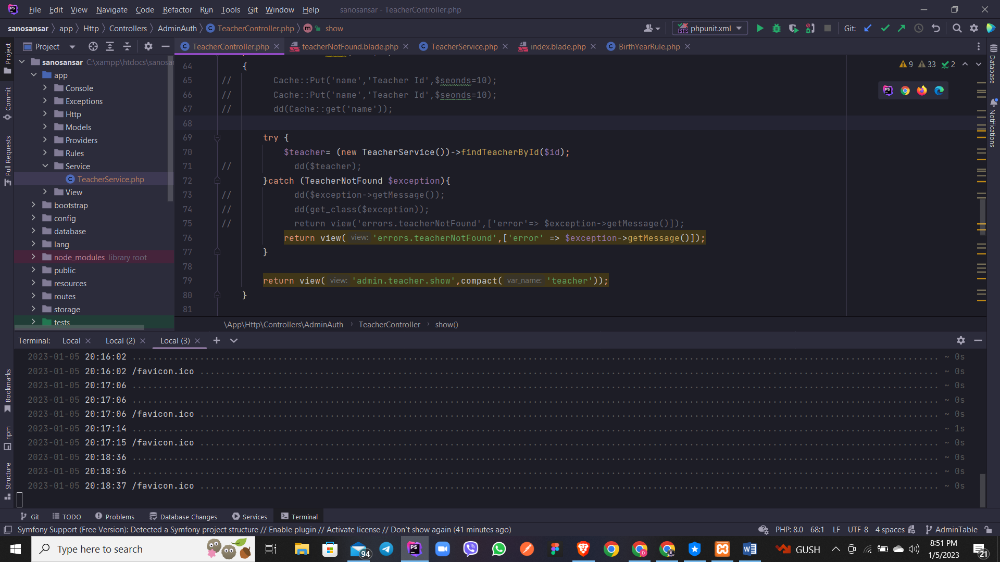 File Edit View Navigate Code Refactor Run Tools Git Window Help sanosansar - TeacherController.php
sanosansar app Http Controllers AdminAuth TeacherController.php show phpunit.xml Git:
Project
TeacherController.php teacherNotFound.blade.php TeacherService.php index.blade.php BirthYearRule.php
sanosansar C:\xampp\htdocs\sanosan
app
Console
Exceptions
Http
Models
Providers
Rules
Service
TeacherService.php
View
bootstrap
config
database
lang
node_modules library root
public
resources
routes
storage
tests
Project
Commit
Pull Requests
Bookmarks
npm
Structure
9 33 2
64 {
65 // Cache::Put('name','Teacher Id',$seonds=10);
66 // Cache::Put('name','Teacher Id',$seonds=10);
67 // dd(Cache::get('name'));
68
69 try {
70 $teacher= (new TeacherService())->findTeacherById($id);
71 // dd($teacher);
72 }catch (TeacherNotFound $exception){
73 // dd($exception->getMessage());
74 // dd(get_class($exception));
75 // return view('errors.teacherNotFound',['error'=> $exception->getMessage()]);
76 return view( view: 'errors.teacherNotFound',['error' => $exception->getMessage()]);
77 }
78
79 return view( view: 'admin.teacher.show',compact( var_name: 'teacher'));
80 }
81
\App\Http\Controllers\AdminAuth TeacherController show()
Database
Notifications
Terminal: Local Local (2) Local (3)
2023-01-05 20:16:02 ........ ~ 0s
2023-01-05 20:16:02 /favicon.ico ........ ~ 0s
2023-01-05 20:17:06 ........ ~ 0s
2023-01-05 20:17:06 ........ ~ 0s
2023-01-05 20:17:06 /favicon.ico ........ ~ 0s
2023-01-05 20:17:14 ........ ~ 1s
2023-01-05 20:17:15 /favicon.ico ........ ~ 0s
2023-01-05 20:18:36 ........ ~ 0s
2023-01-05 20:18:36 ........ ~ 0s
2023-01-05 20:18:37 /favicon.ico ........ ~ 0s
Git TODO Problems Database Changes Services Terminal
Symfony Support (Free Version): Detected a Symfony project structure // Enable plugin // Activate license // Don`t show again (41 minutes ago) PHP: 8.0 68:1 LF UTF-8 4 spaces AdminTable
Type here to search 94 GUSH 8:51 PM
1/5/2023
21